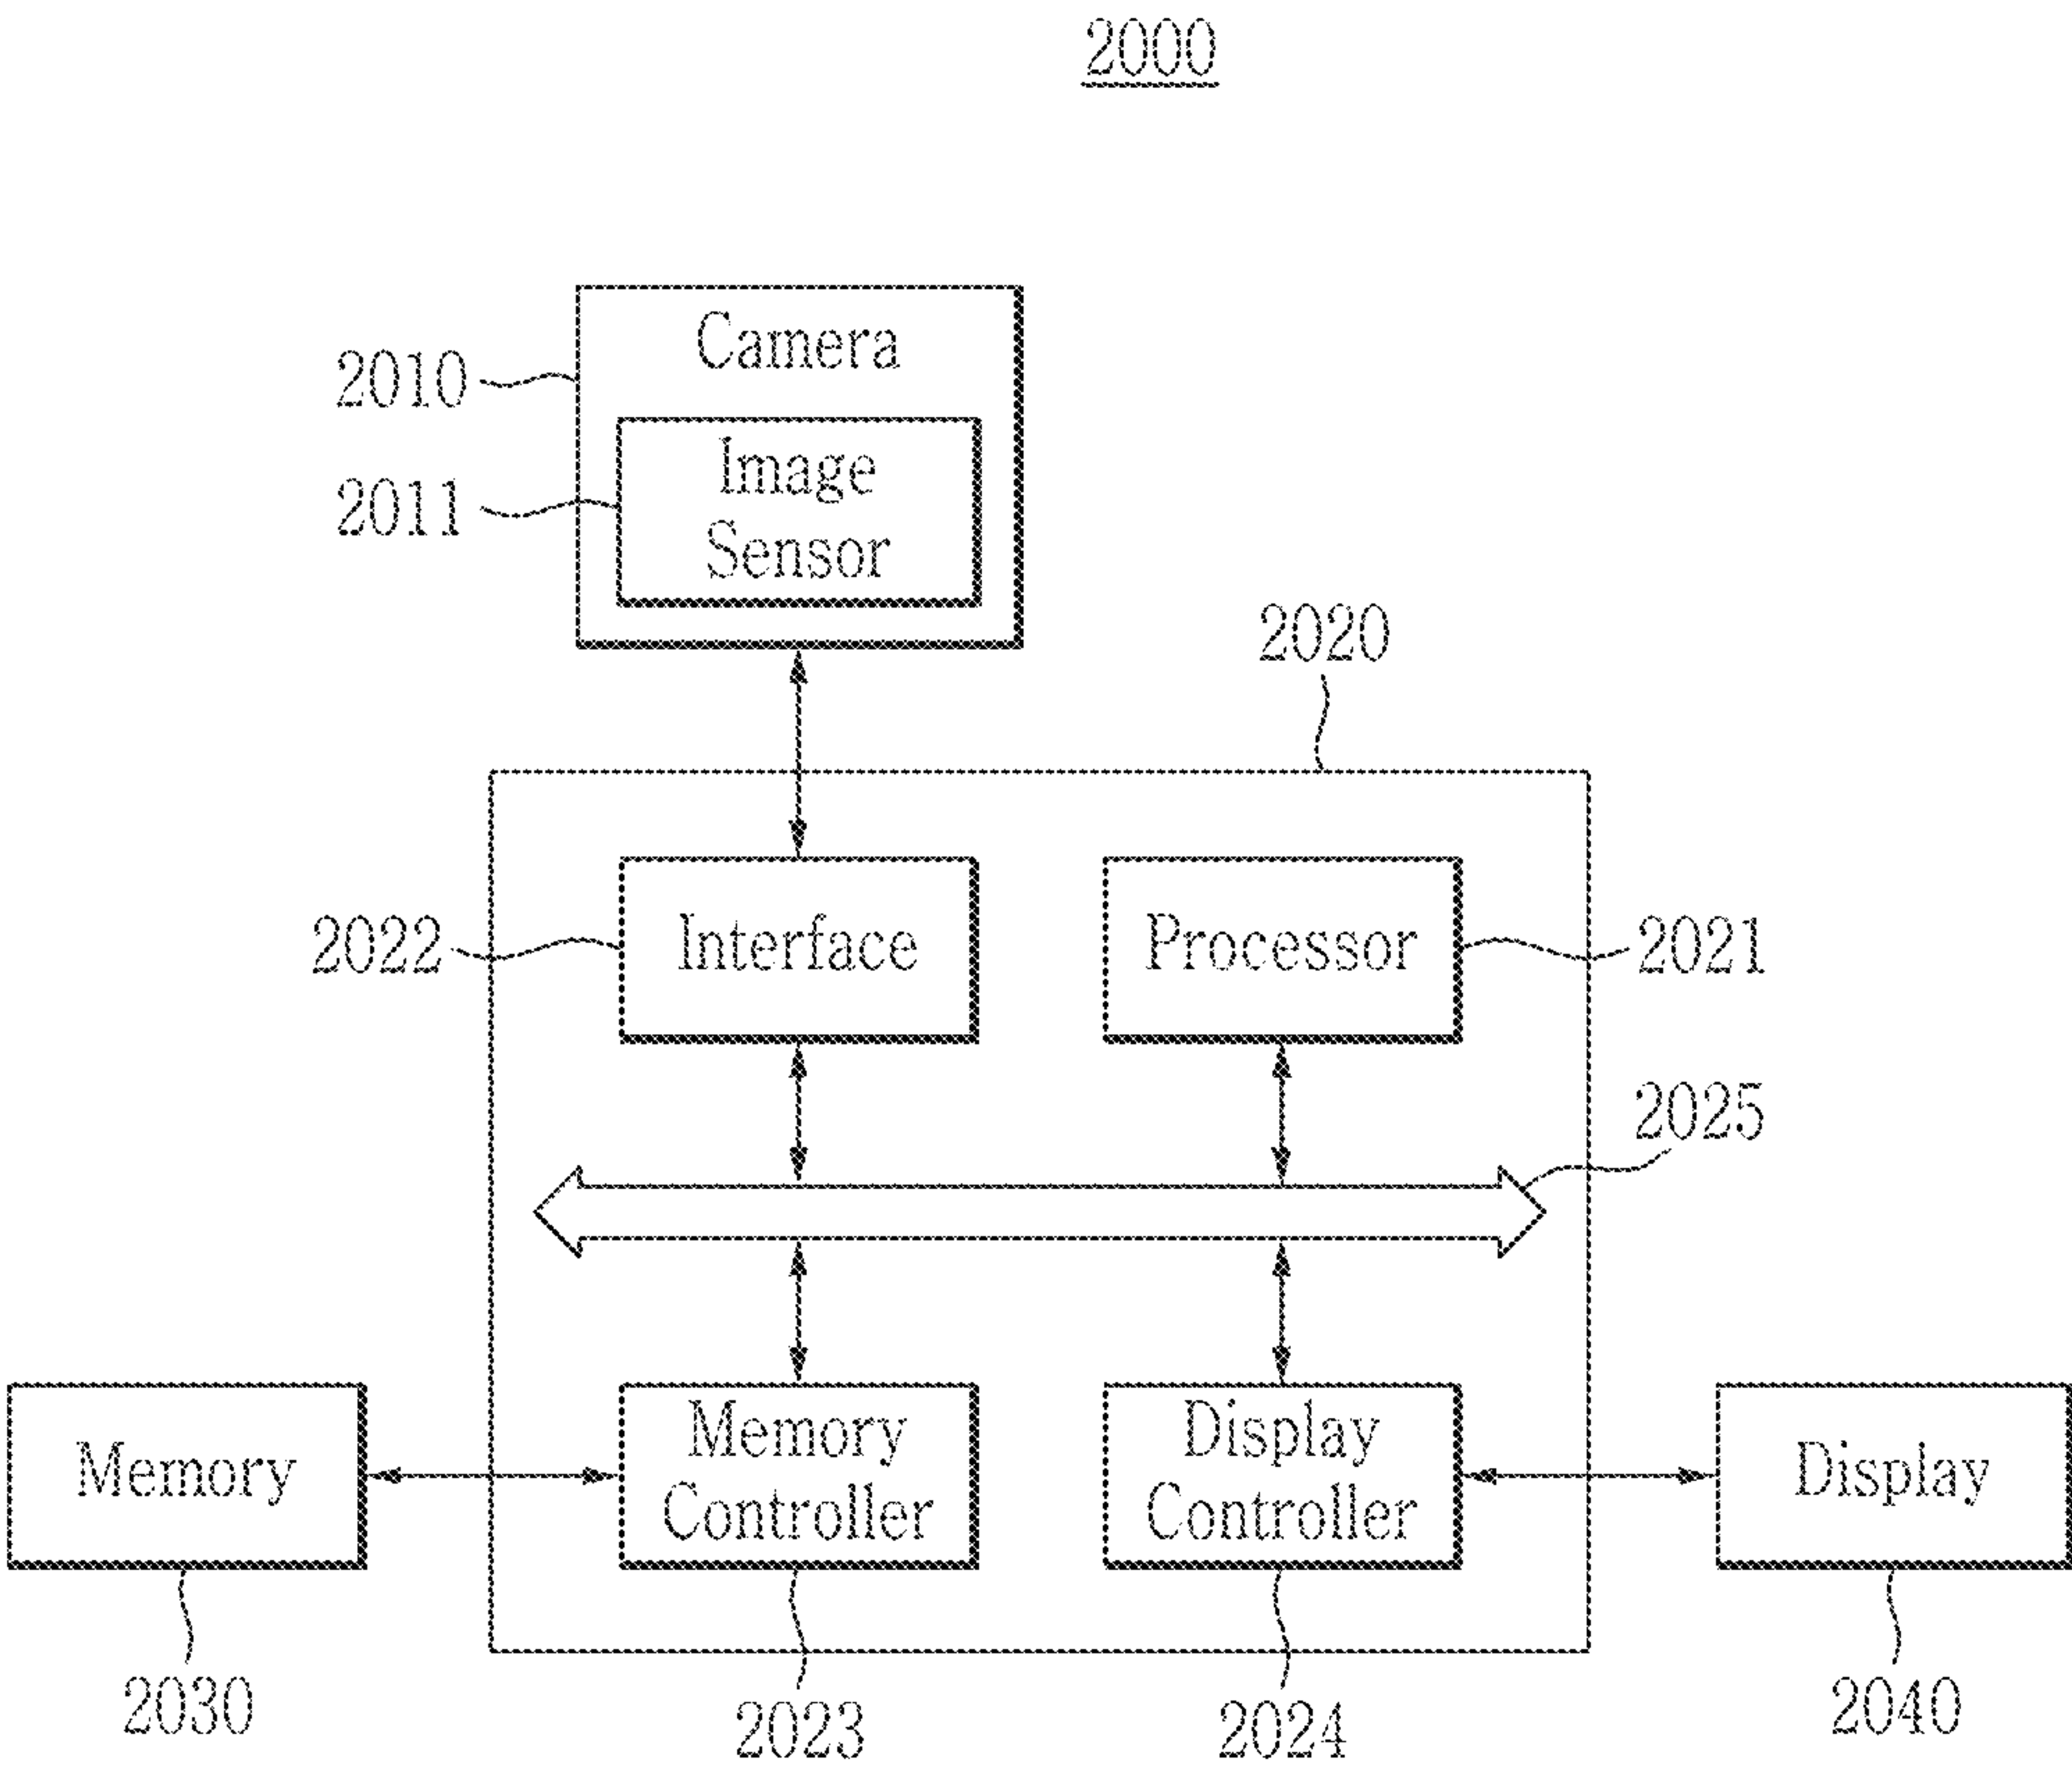 2000
Camera
2010
Image
2011
Sensor
2020
2022
Interface
Processor
2021
2025
Memory
Memory
Controller
Display
Controller
Display
2030
2023
2024
2040